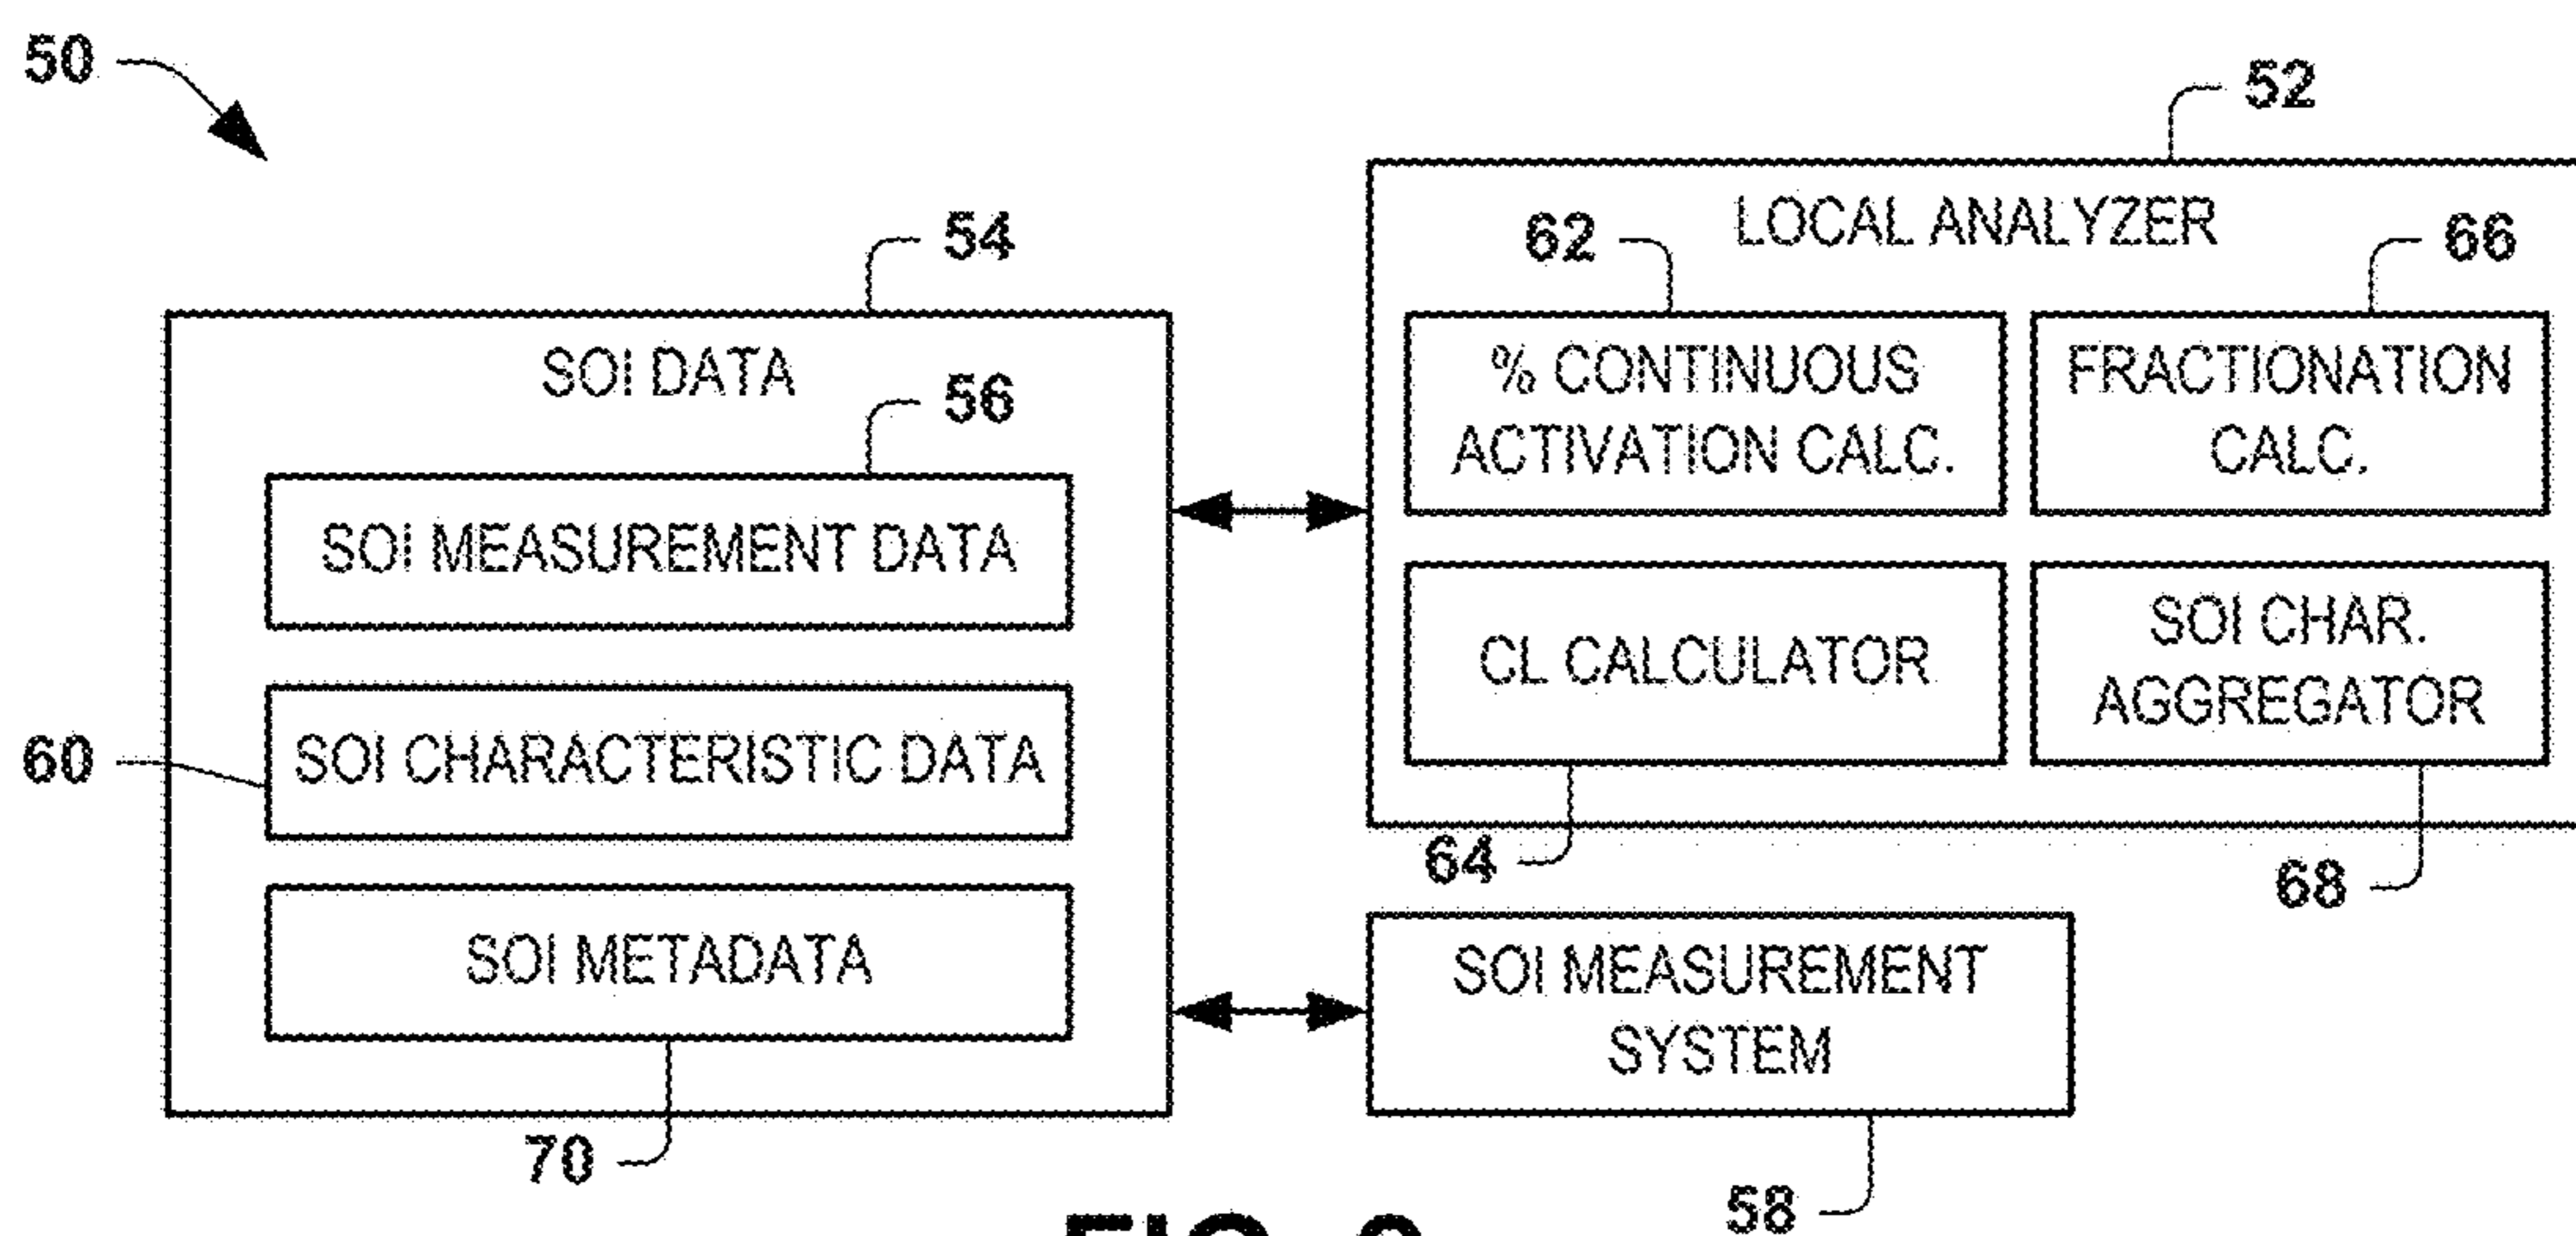 50
52
54
LOCAL ANALYZER
62
66
SOI DATA
56
% CONTINUOUS
ACTIVATION CALC.
FRACTIONATION
CALC.
SOI MEASUREMENT DATA
CL CALCULATOR
SOI CHAR.
AGGREGATOR
60
SOI CHARACTERISTIC DATA
64
68
SOI METADATA
SOI MEASUREMENT
SYSTEM
70
58